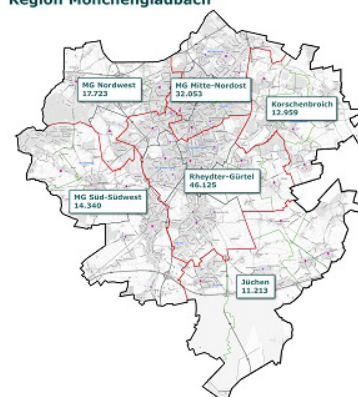 Region Mönchengladbach
MG Nordwest
17.723
MG Mitte-Nordost
32.053
Korschenbroich
12.959
Rheydter-Gürtel
46.125
MG Süd-Südwest
14.340
Jüchen
11.213